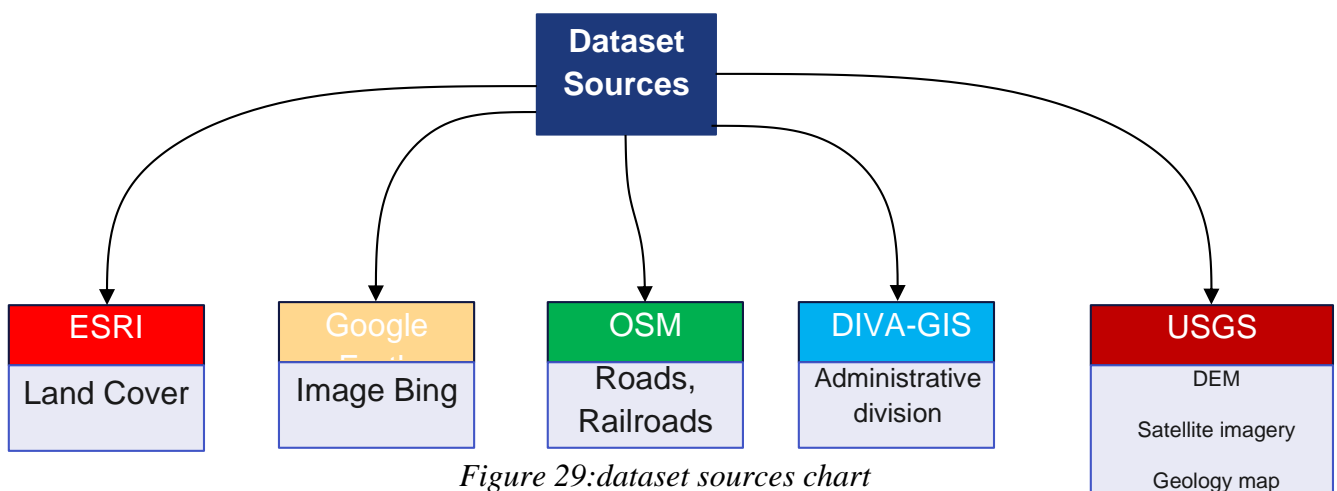 Dataset
Sources
ESRI
Land Cover
Google
Image Bing
OSM
Roads,
Railroads
DIVA-GIS
Administrative
division
USGS
DEM
Satellite imagery
Geology map
Figure 29:dataset sources chart